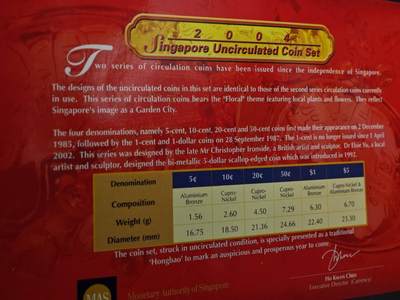 2 0 0 4
Singapore Uncirculated Coin Set
Two series of circulation coins have been issued since the independence of Singapore.
The designs of the uncirculated coins in this set are identical to those of the second series circulation coins currently
in use. This series of circulation coins bears the "Floral" theme featuring local plants and flowers. They reflect
Singapore's image as a Garden City.
The four denominations, namely 5-cent, 10-cent, 20-cent and 50-cent coins first made their appearance on 2 December
1985, followed by the 1-cent and 1-dollar coins on 28 September 1987. The 1-cent is no longer issued since 1 April
2002. This series was designed by the late Mr Christopher Ironside, a British artist and sculptor. Dr Elsie Yu, a local
artist and sculptor, designed the bi-metallic 5-dollar scallop-edged coin which was introduced in 1992.
Denomination 5¢ 10¢ 20¢ 50¢ $1 $5
Composition Aluminium Bronze Cupro-Nickel Cupro-Nickel Cupro-Nickel Aluminium Bronze Cupro-Nickel & Aluminium Bronze
Weight (g) 1.56 2.60 4.50 7.29 6.30 6.70
Diameter (mm) 16.75 18.50 21.36 24.66 22.40 23.30
The coin set, struck in uncirculated condition, is specially presented as a traditional
'Hongbao' to mark an auspicious and prosperous year to come
Ho Kwen Chan
Executive Director (Currency)
MAS Monetary Authority of Singapore